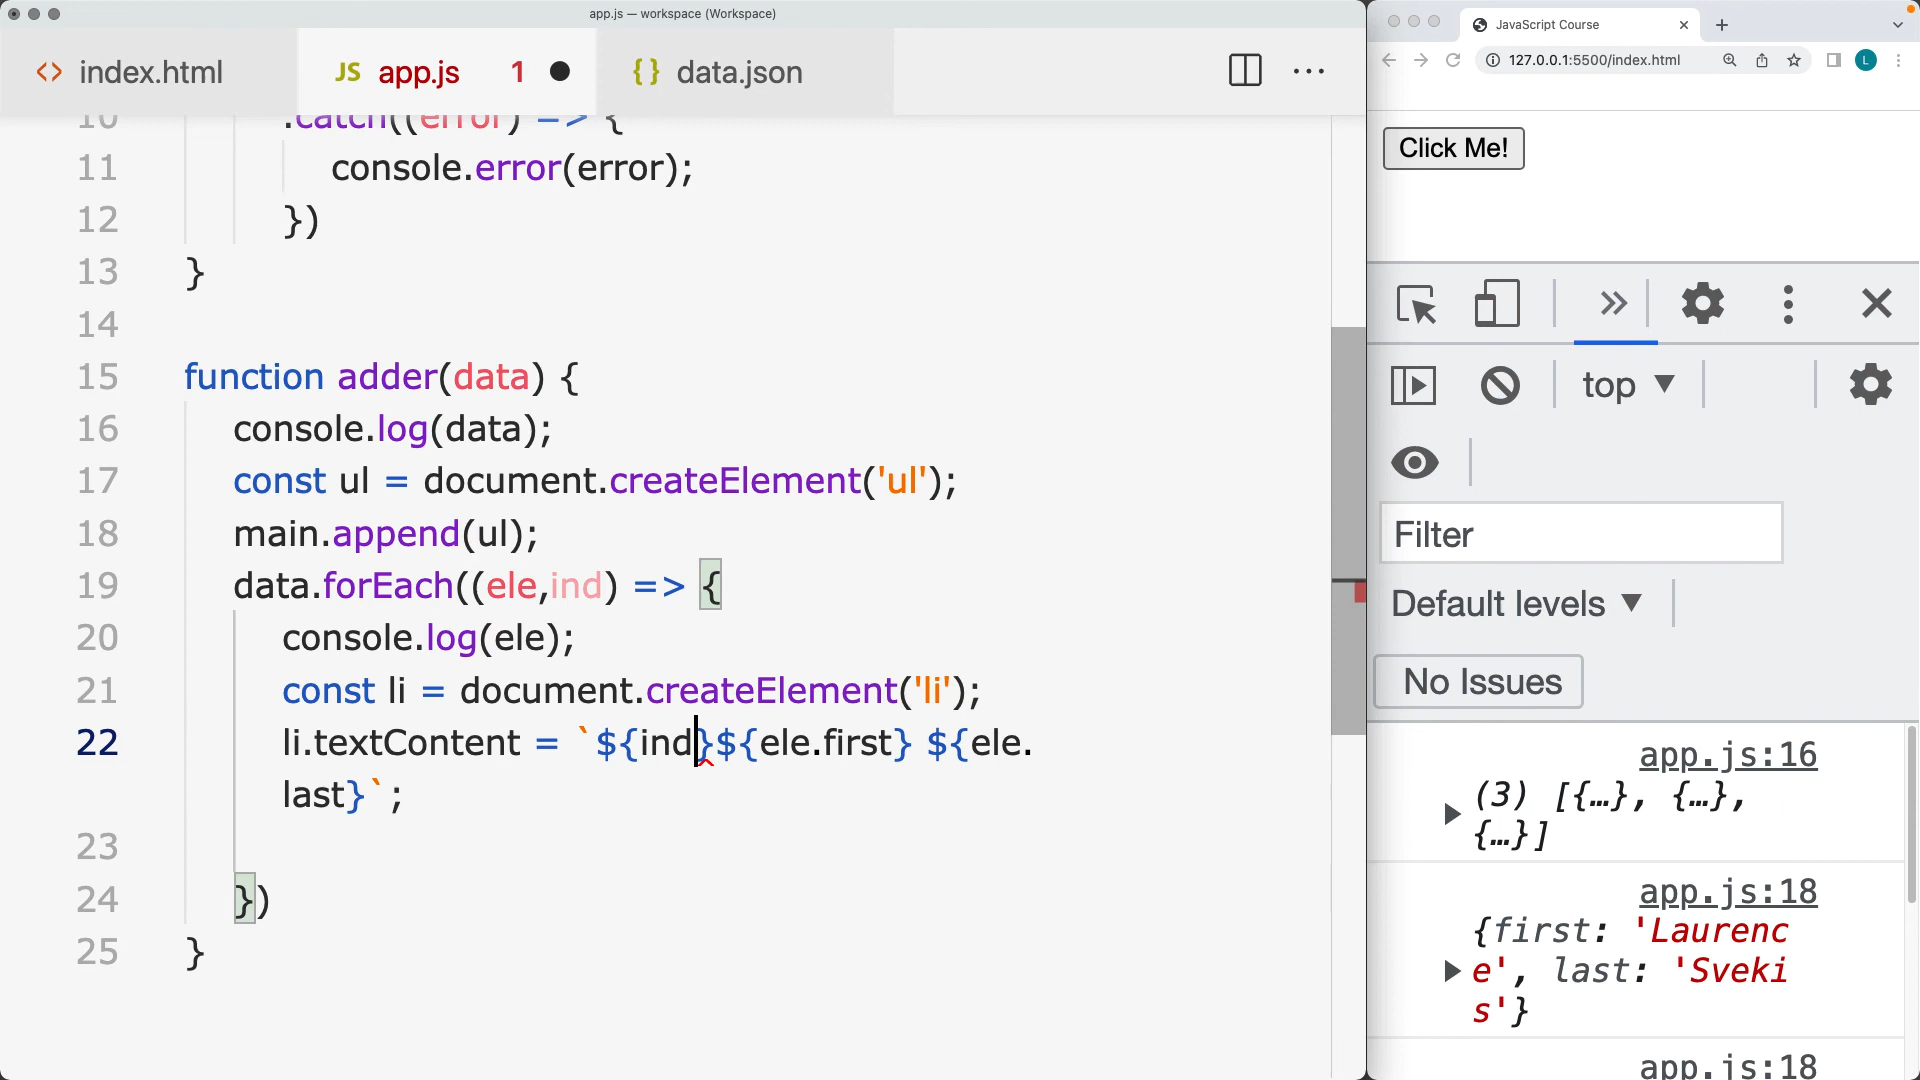 app.js — workspace (Workspace)
<> index.html
JS app.js 1
{} data.json
10 .catch((error) => {
11 console.error(error);
12 })
13 }
14
15 function adder(data) {
16 console.log(data);
17 const ul = document.createElement('ul');
18 main.append(ul);
19 data.forEach((ele,ind) => {
20 console.log(ele);
21 const li = document.createElement('li');
22 li.textContent = `${ind}${ele.first} ${ele.
last}`;
23
24 })
25 }
JavaScript Course
127.0.0.1:5500/index.html
L
Click Me!
top
Filter
Default levels
No Issues
app.js:16
(3) [{…}, {…},
{…}]
app.js:18
{first: 'Laurenc
e', last: 'Sveki
s'}
app.js:18